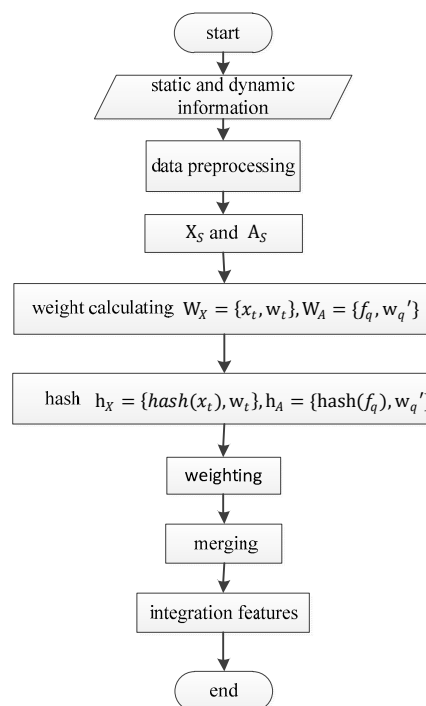 start
static and dynamic
information
data preprocessing
X_S and A_S
weight calculating W_X = {x_t, w_t}, W_A = {f_q, w_q'}
hash h_X = {hash(x_t), w_t}, h_A = {hash(f_q), w_q'}
weighting
merging
integration features
end